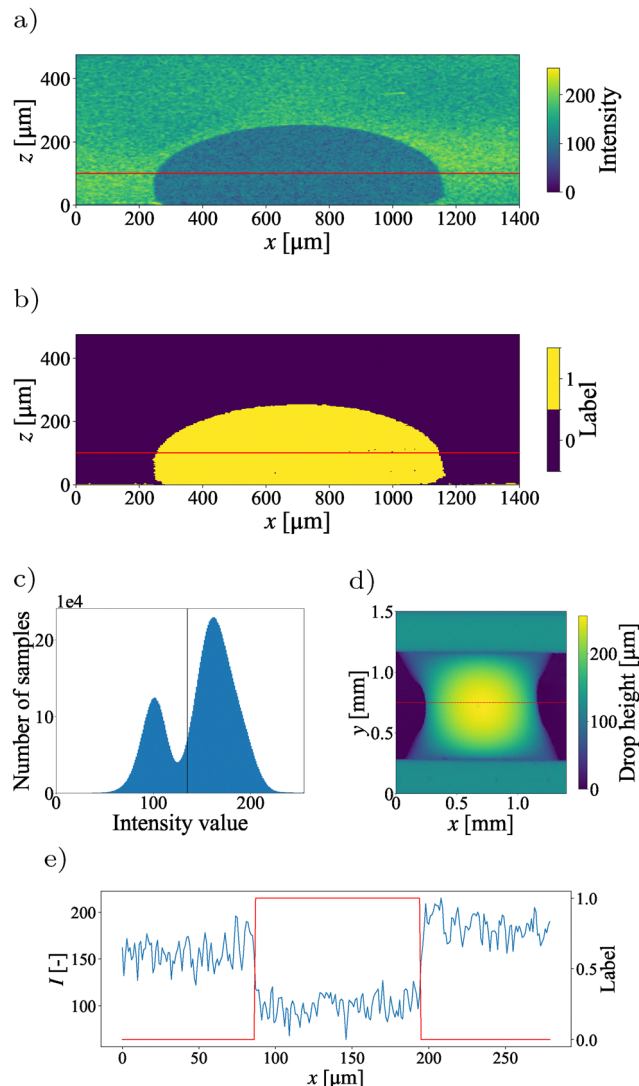 a)
400
200
0
z [µm]
0 200 400 600 800 1000 1200 1400
x [µm]
200
100
0
Intensity
b)
400
200
0
z [µm]
0 200 400 600 800 1000 1200 1400
x [µm]
1
0
Label
c)
1e4
20
10
0
Number of samples
0 100 200
Intensity value
d)
1.5
1.0
0.5
0
y [mm]
0 0.5 1.0
x [mm]
200
100
0
Drop height [µm]
e)
200
150
100
I [-]
0 50 100 150 200 250
x [µm]
1.0
0.5
0.0
Label